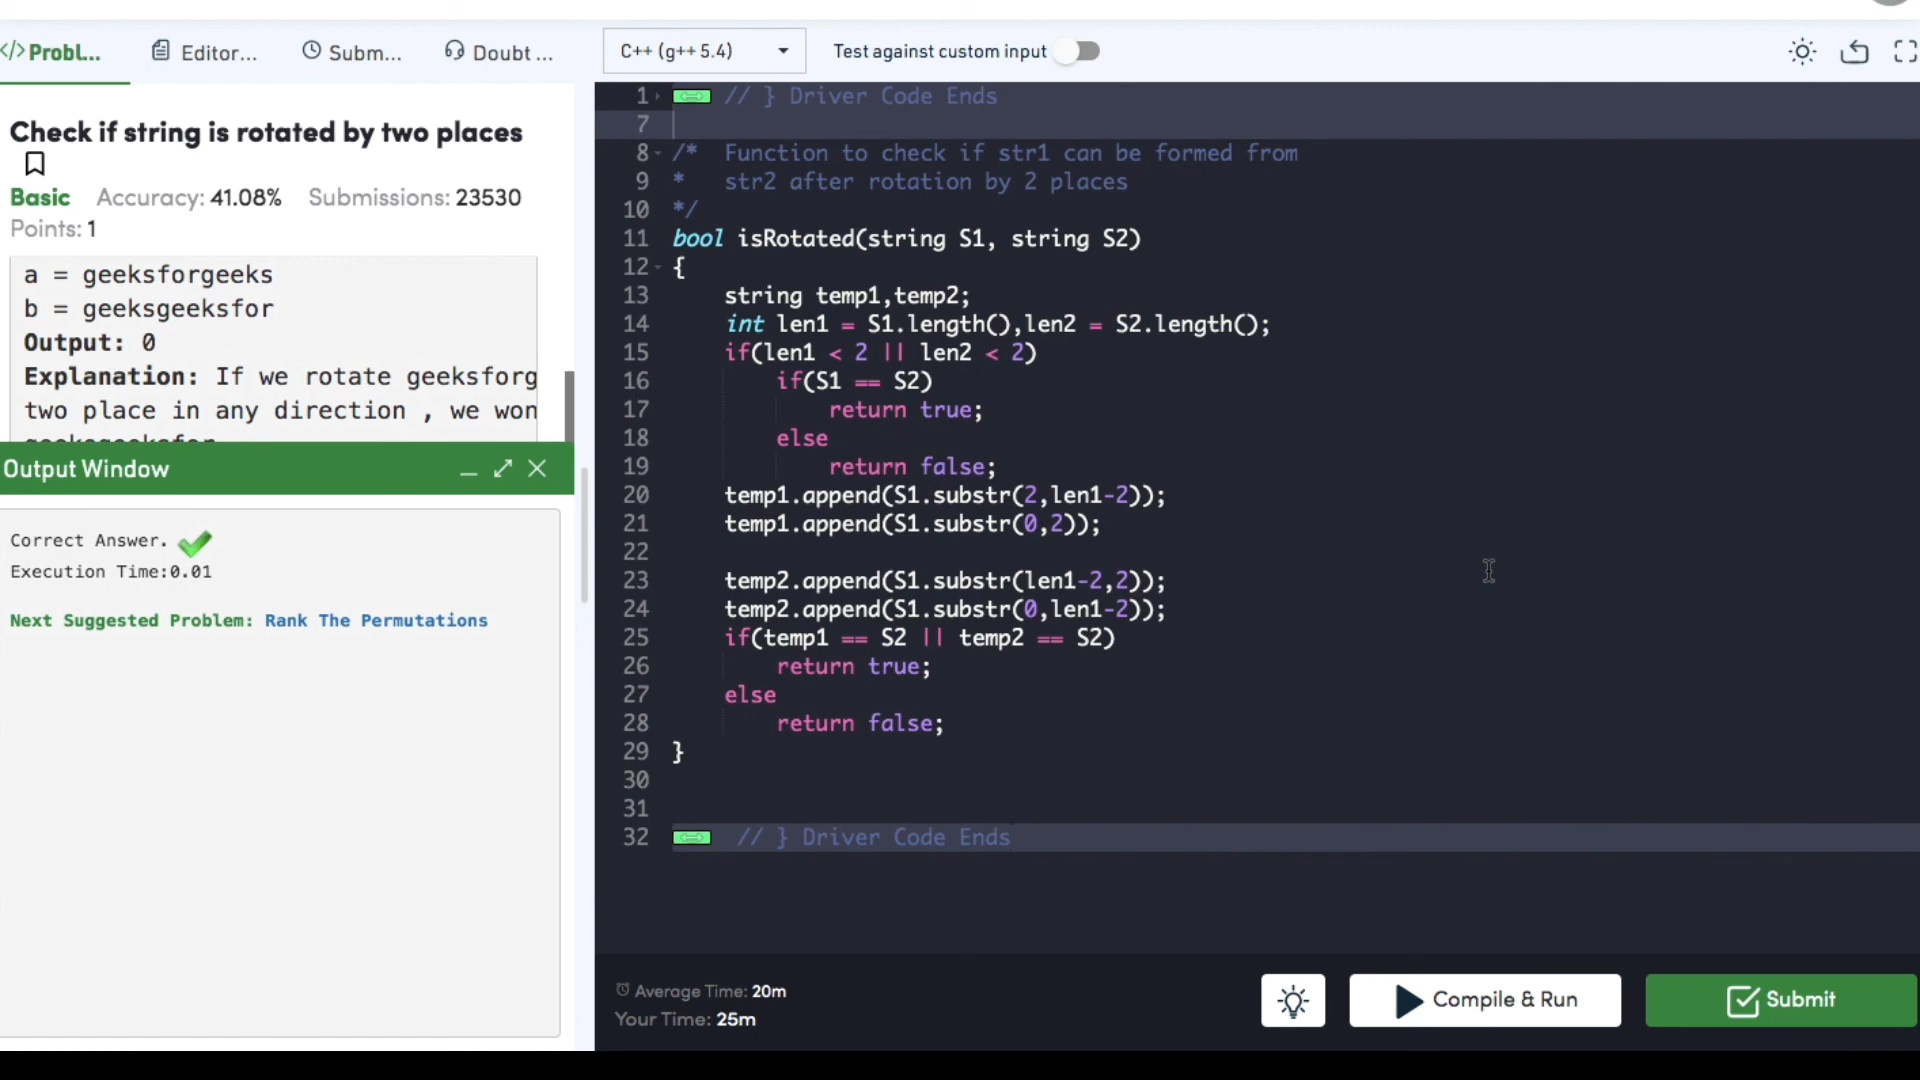 </> Probl...
Editor...
Subm...
Doubt ...
C++ (g++ 5.4)
Test against custom input
Check if string is rotated by two places
Basic Accuracy: 41.08% Submissions: 23530
Points: 1
a = geeksforgeeks
b = geeksgeeksfor
Output: 0
Explanation: If we rotate geeksforg
two place in any direction , we won
geeksgeeksfor
Output Window
Correct Answer.
Execution Time:0.01
Next Suggested Problem: Rank The Permutations
1 // } Driver Code Ends
7
8 /* Function to check if str1 can be formed from
9 * str2 after rotation by 2 places
10 */
11 bool isRotated(string S1, string S2)
12 {
13 string temp1,temp2;
14 int len1 = S1.length(),len2 = S2.length();
15 if(len1 < 2 || len2 < 2)
16 if(S1 == S2)
17 return true;
18 else
19 return false;
20 temp1.append(S1.substr(2,len1-2));
21 temp1.append(S1.substr(0,2));
22
23 temp2.append(S1.substr(len1-2,2));
24 temp2.append(S1.substr(0,len1-2));
25 if(temp1 == S2 || temp2 == S2)
26 return true;
27 else
28 return false;
29 }
30
31
32 // } Driver Code Ends
Average Time: 20m
Your Time: 25m
Compile & Run
Submit